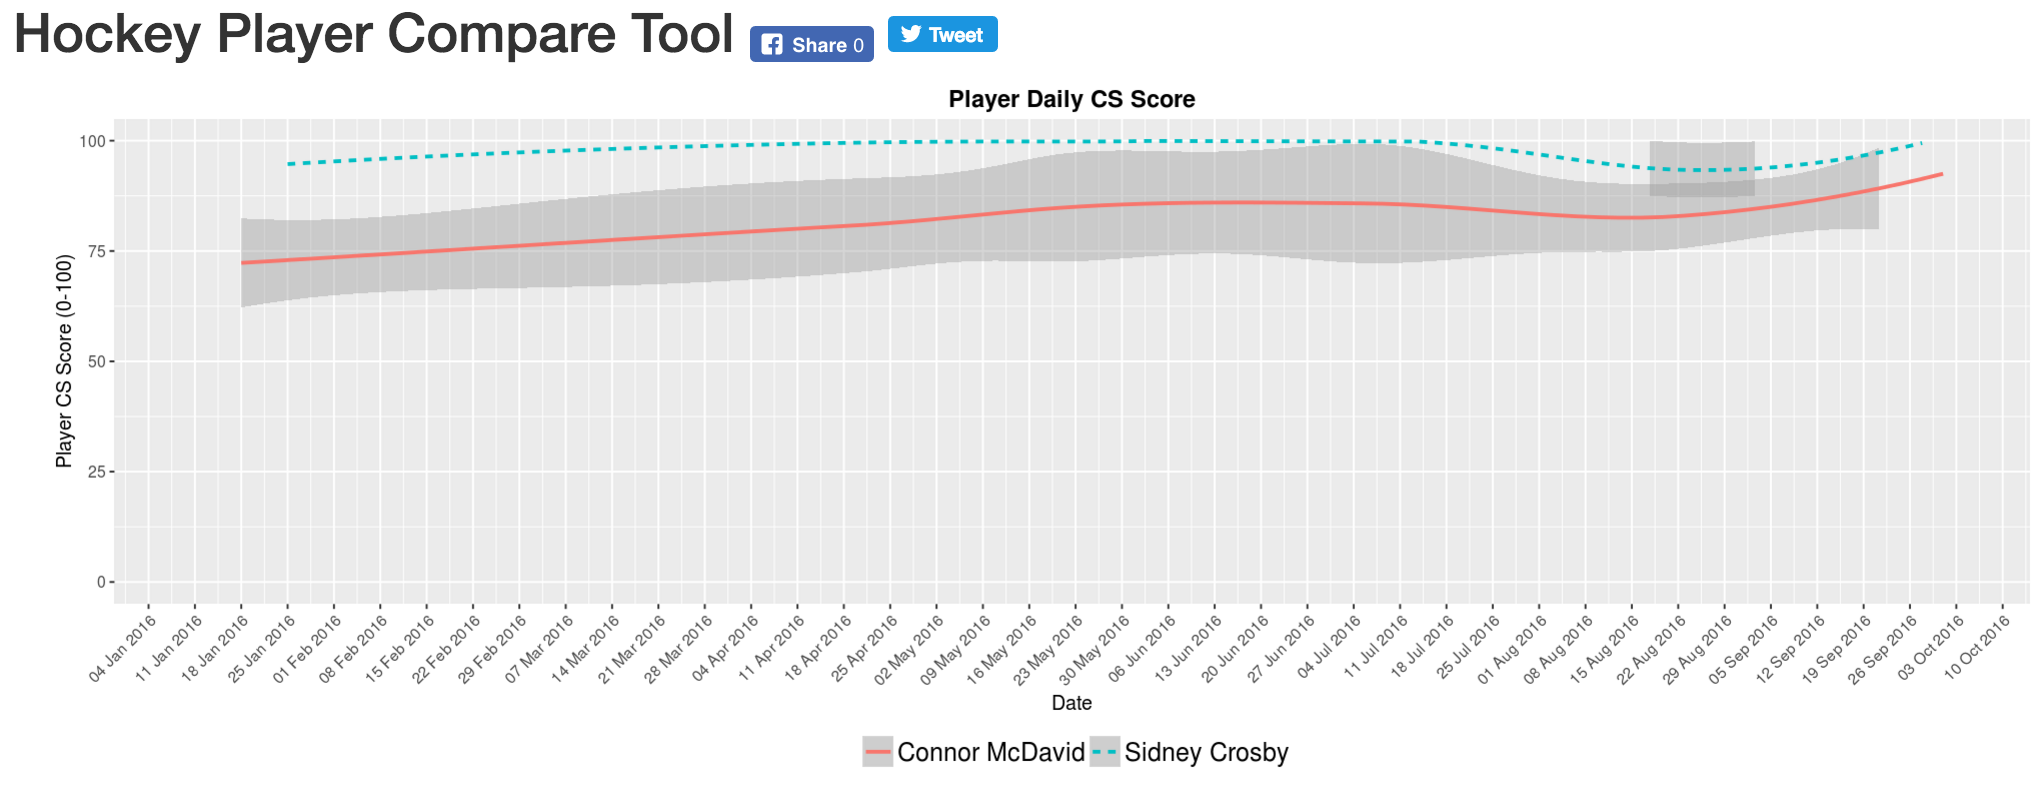 Hockey Player Compare Tool Share 0 Tweet
Player Daily CS Score
Player CS Score (0-100)
100
75
50
25
0
04 Jan 2016
11 Jan 2016
18 Jan 2016
25 Jan 2016
01 Feb 2016
08 Feb 2016
15 Feb 2016
22 Feb 2016
29 Feb 2016
07 Mar 2016
14 Mar 2016
21 Mar 2016
28 Mar 2016
04 Apr 2016
11 Apr 2016
18 Apr 2016
25 Apr 2016
02 May 2016
09 May 2016
16 May 2016
23 May 2016
30 May 2016
06 Jun 2016
13 Jun 2016
20 Jun 2016
27 Jun 2016
04 Jul 2016
11 Jul 2016
18 Jul 2016
25 Jul 2016
01 Aug 2016
08 Aug 2016
15 Aug 2016
22 Aug 2016
29 Aug 2016
05 Sep 2016
12 Sep 2016
19 Sep 2016
26 Sep 2016
03 Oct 2016
10 Oct 2016
Date
Connor McDavid Sidney Crosby